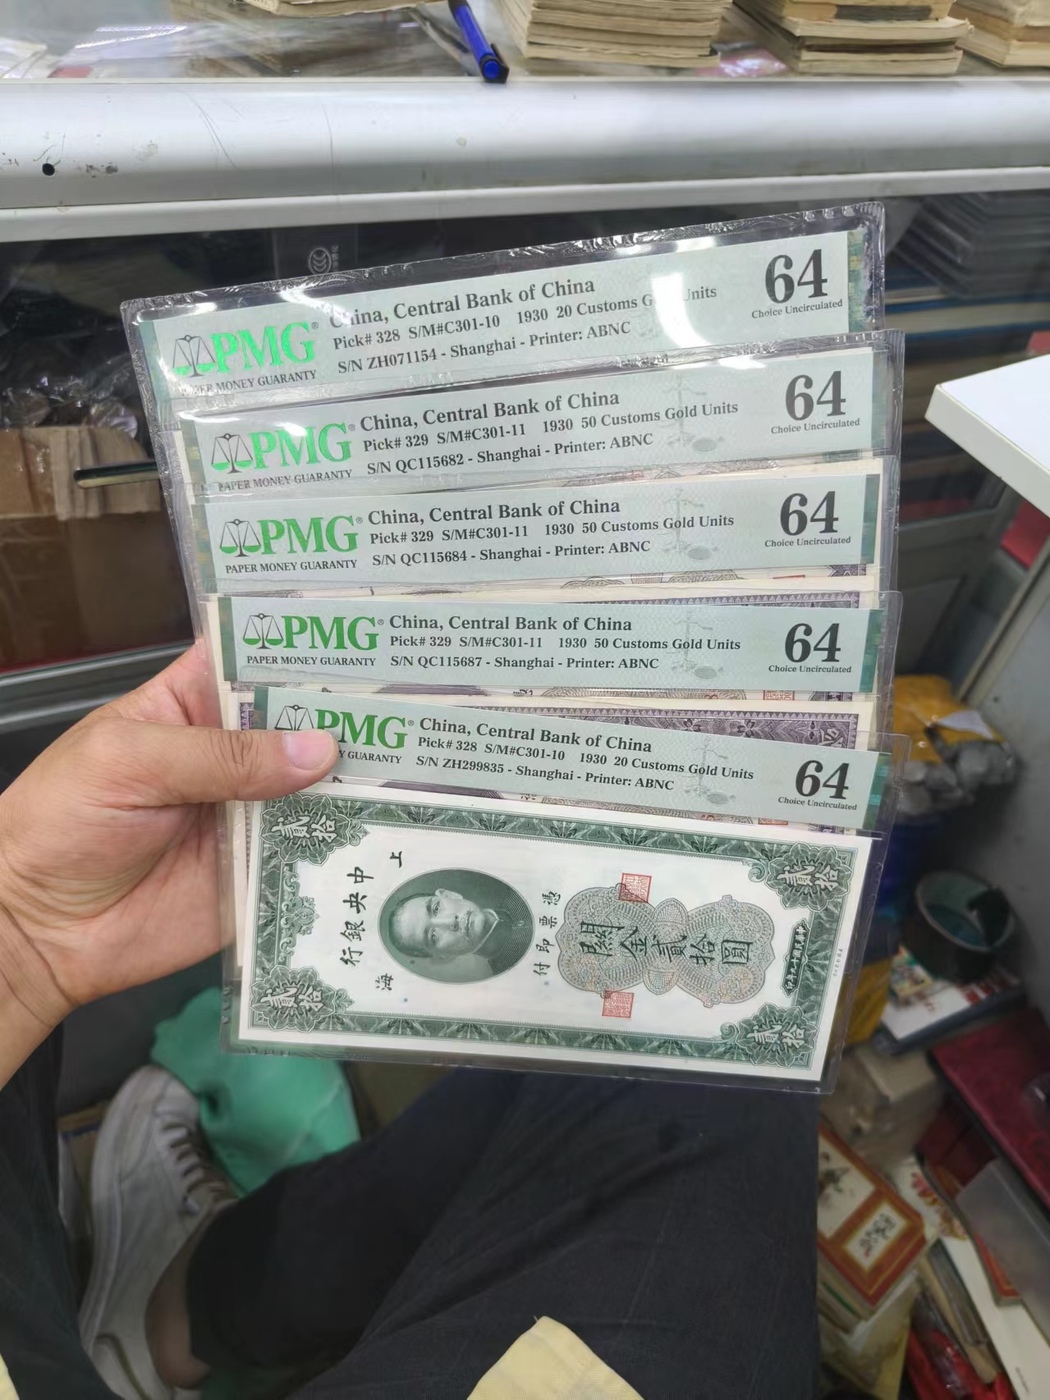 PMG®
PAPER MONEY GUARANTY
China, Central Bank of China
Pick# 328 S/M#C301-10 1930 20 Customs G Units
S/N ZH071154 - Shanghai - Printer: ABNC
64
Choice Uncirculated
PMG®
PAPER MONEY GUARANTY
China, Central Bank of China
Pick# 329 S/M#C301-11 1930 50 Customs Gold Units
S/N QC115682 - Shanghai - Printer: ABNC
64
Choice Uncirculated
PMG®
PAPER MONEY GUARANTY
China, Central Bank of China
Pick# 329 S/M#C301-11 1930 50 Customs Gold Units
S/N QC115684 - Shanghai - Printer: ABNC
64
Choice Uncirculated
PMG®
PAPER MONEY GUARANTY
China, Central Bank of China
Pick# 329 S/M#C301-11 1930 50 Customs Gold Units
S/N QC115687 - Shanghai - Printer: ABNC
64
Choice Uncirculated
PMG®
Y GUARANTY
China, Central Bank of China
Pick# 328 S/M#C301-10 1930 20 Customs Gold Units
S/N ZH299835 - Shanghai - Printer: ABNC
64
Choice Uncirculated
貳拾
貳拾
中央銀行
上海
憑票即付
關金貳拾圓
貳拾
貳拾